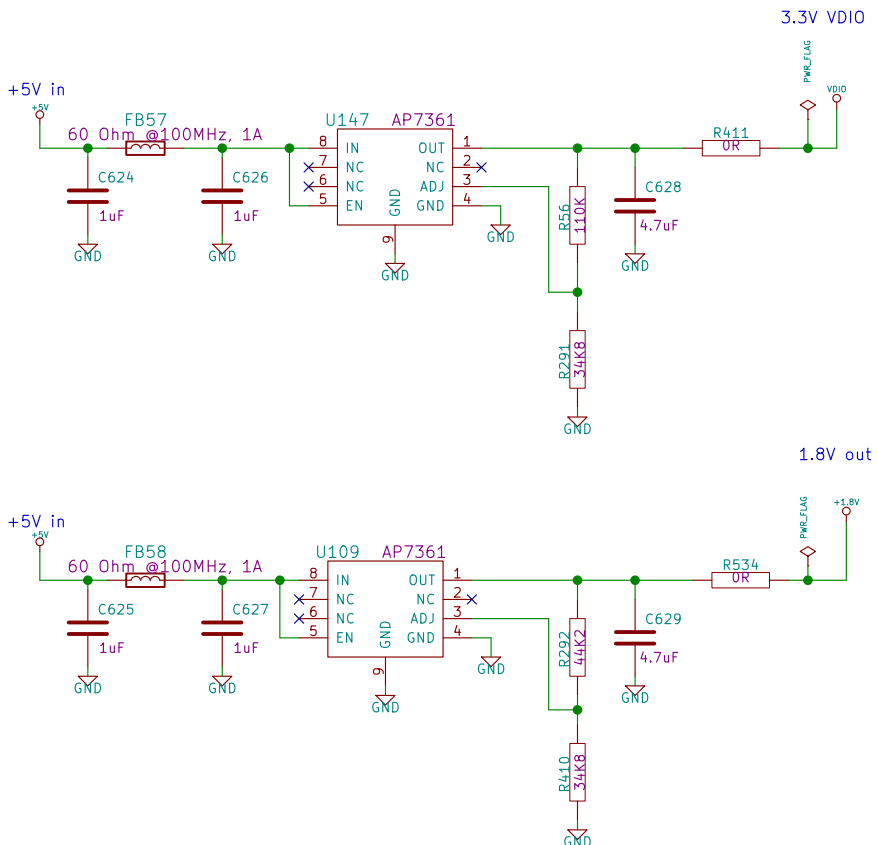 3.3V VDIO
PWR_FLAG
VDIO
+5V in
+5V
FB57
60 Ohm @100MHz, 1A
U147 AP7361
R411
0R
8 IN OUT 1
7 NC NC 2
6 NC ADJ 3
5 EN GND 4
GND
9
C624
1uF
GND
C626
1uF
GND
GND
GND
R56
110K
C628
4.7uF
GND
R291
34K8
GND
1.8V out
PWR_FLAG
+1.8V
+5V in
+5V
FB58
60 Ohm @100MHz, 1A
U109 AP7361
R534
0R
8 IN OUT 1
7 NC NC 2
6 NC ADJ 3
5 EN GND 4
GND
9
C625
1uF
GND
C627
1uF
GND
GND
GND
R292
44K2
C629
4.7uF
GND
R410
34K8
GND